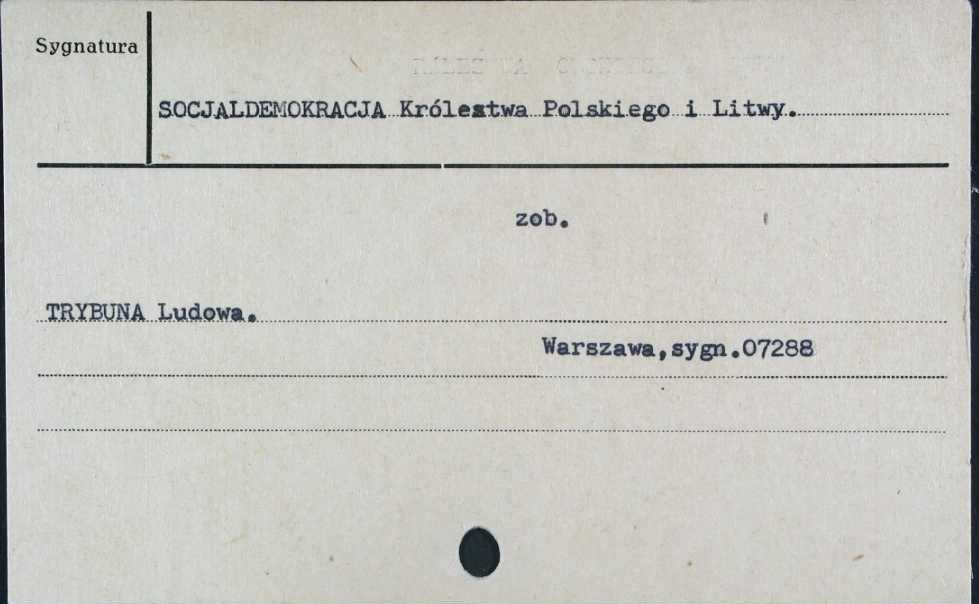 Sygnatura
SOCJALDEMOKRACJA Królestwa Polskiego i Litwy.
zob.
TRYBUNA Ludowa.
Warszawa,sygn.07288